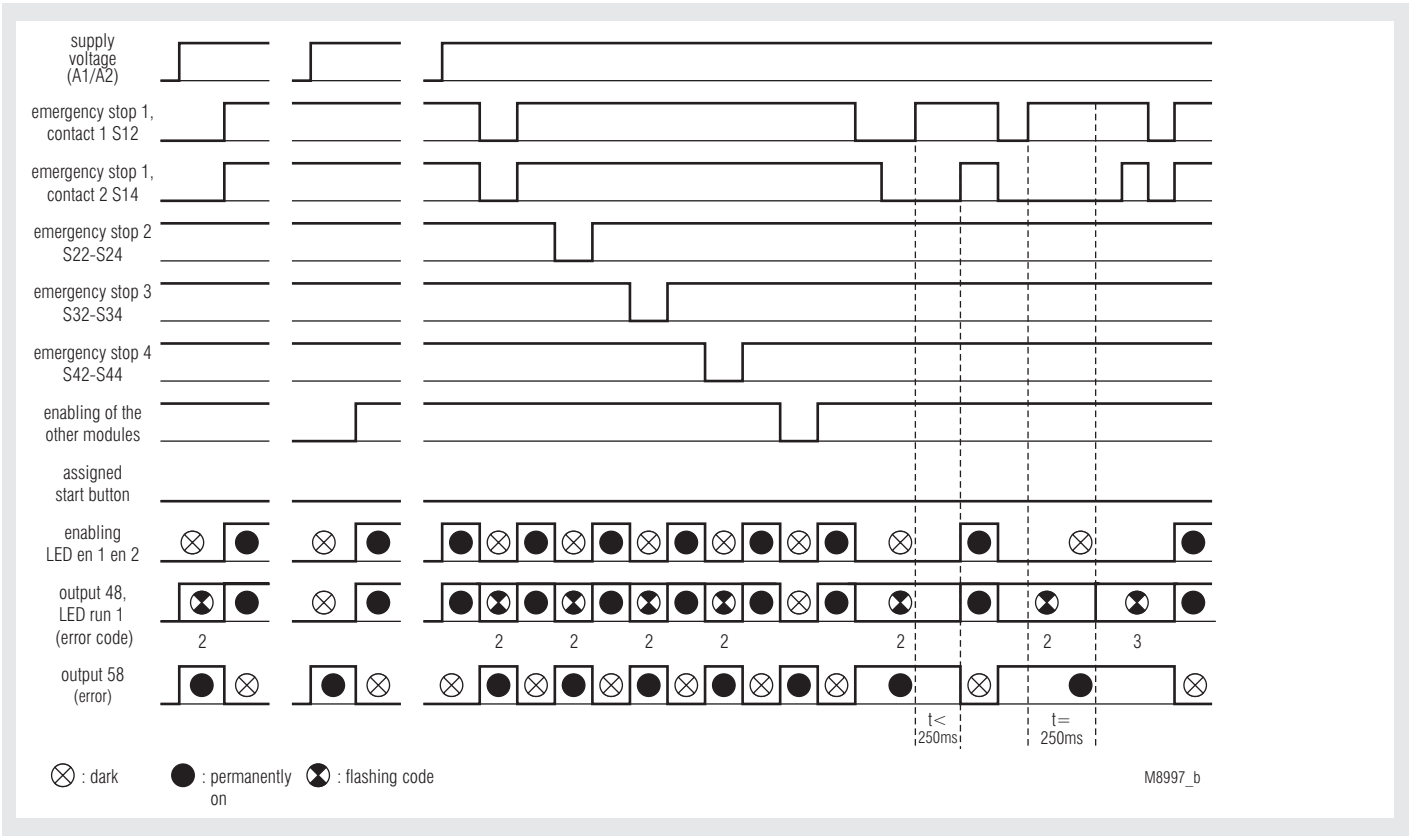 supply
voltage
(A1/A2)
emergency stop 1,
contact 1 S12
emergency stop 1,
contact 2 S14
emergency stop 2
S22-S24
emergency stop 3
S32-S34
emergency stop 4
S42-S44
enabling of the
other modules
assigned
start button
enabling
LED en 1 en 2
output 48,
LED run 1
(error code)
2 2 2 2 2 2 2 3
output 58
(error)
t<
250ms
t=
250ms
: dark
: permanently
on
: flashing code
M8997_b